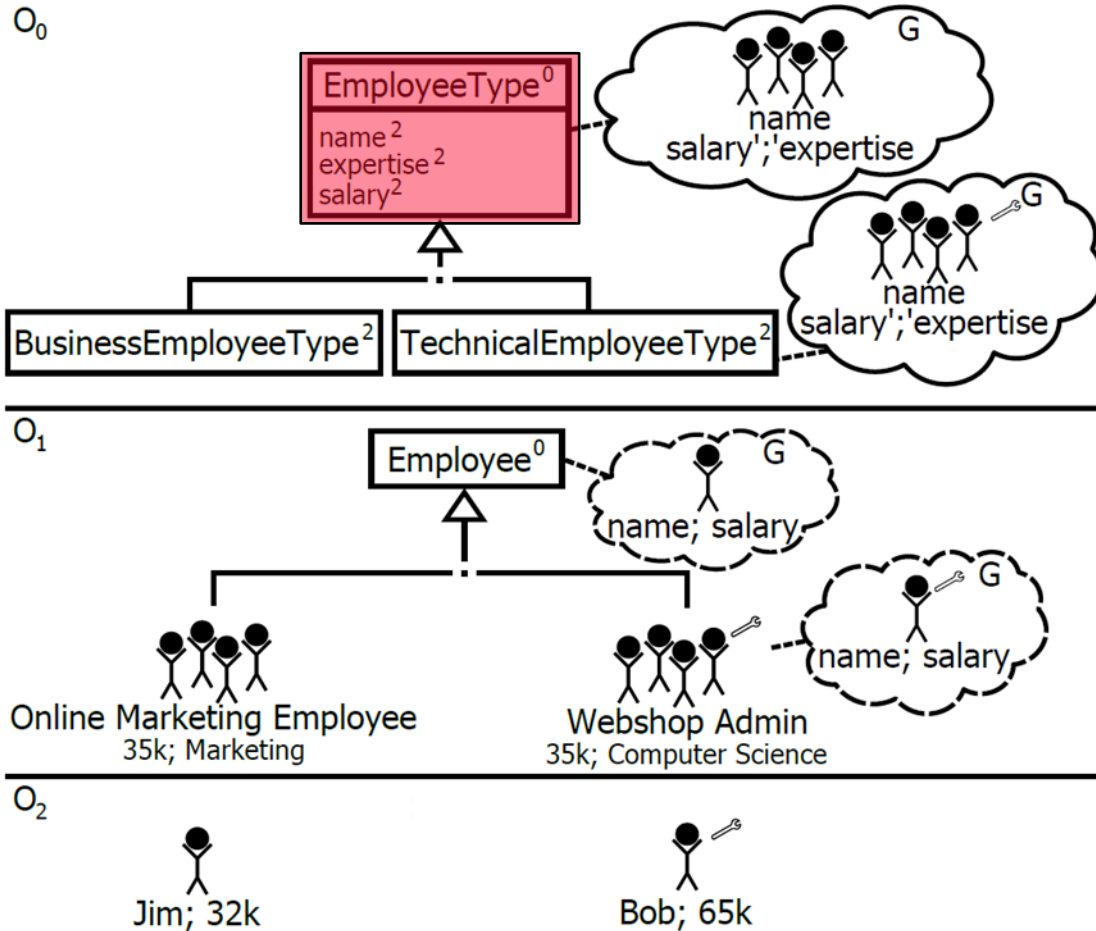 O0
EmployeeType0
name2
expertise2
salary2
G
name
salary';'expertise
G
name
salary';'expertise
BusinessEmployeeType2
TechnicalEmployeeType2
O1
Employee0
G
name; salary
G
name; salary
Online Marketing Employee
35k; Marketing
Webshop Admin
35k; Computer Science
O2
Jim; 32k
Bob; 65k